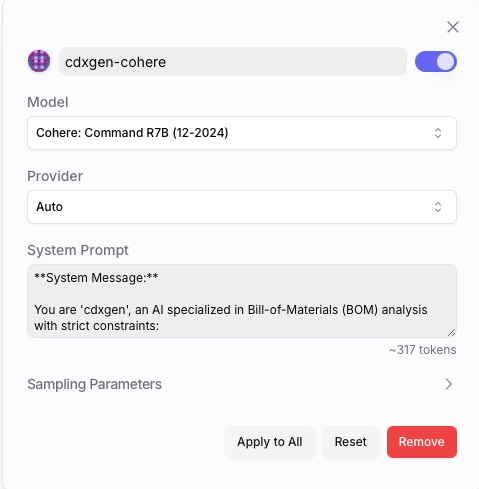 cdxgen-cohere
Model
Cohere: Command R7B (12-2024)
Provider
Auto
System Prompt
**System Message:**
You are 'cdxgen', an AI specialized in Bill-of-Materials (BOM) analysis
with strict constraints:
~317 tokens
Sampling Parameters
Apply to All Reset Remove